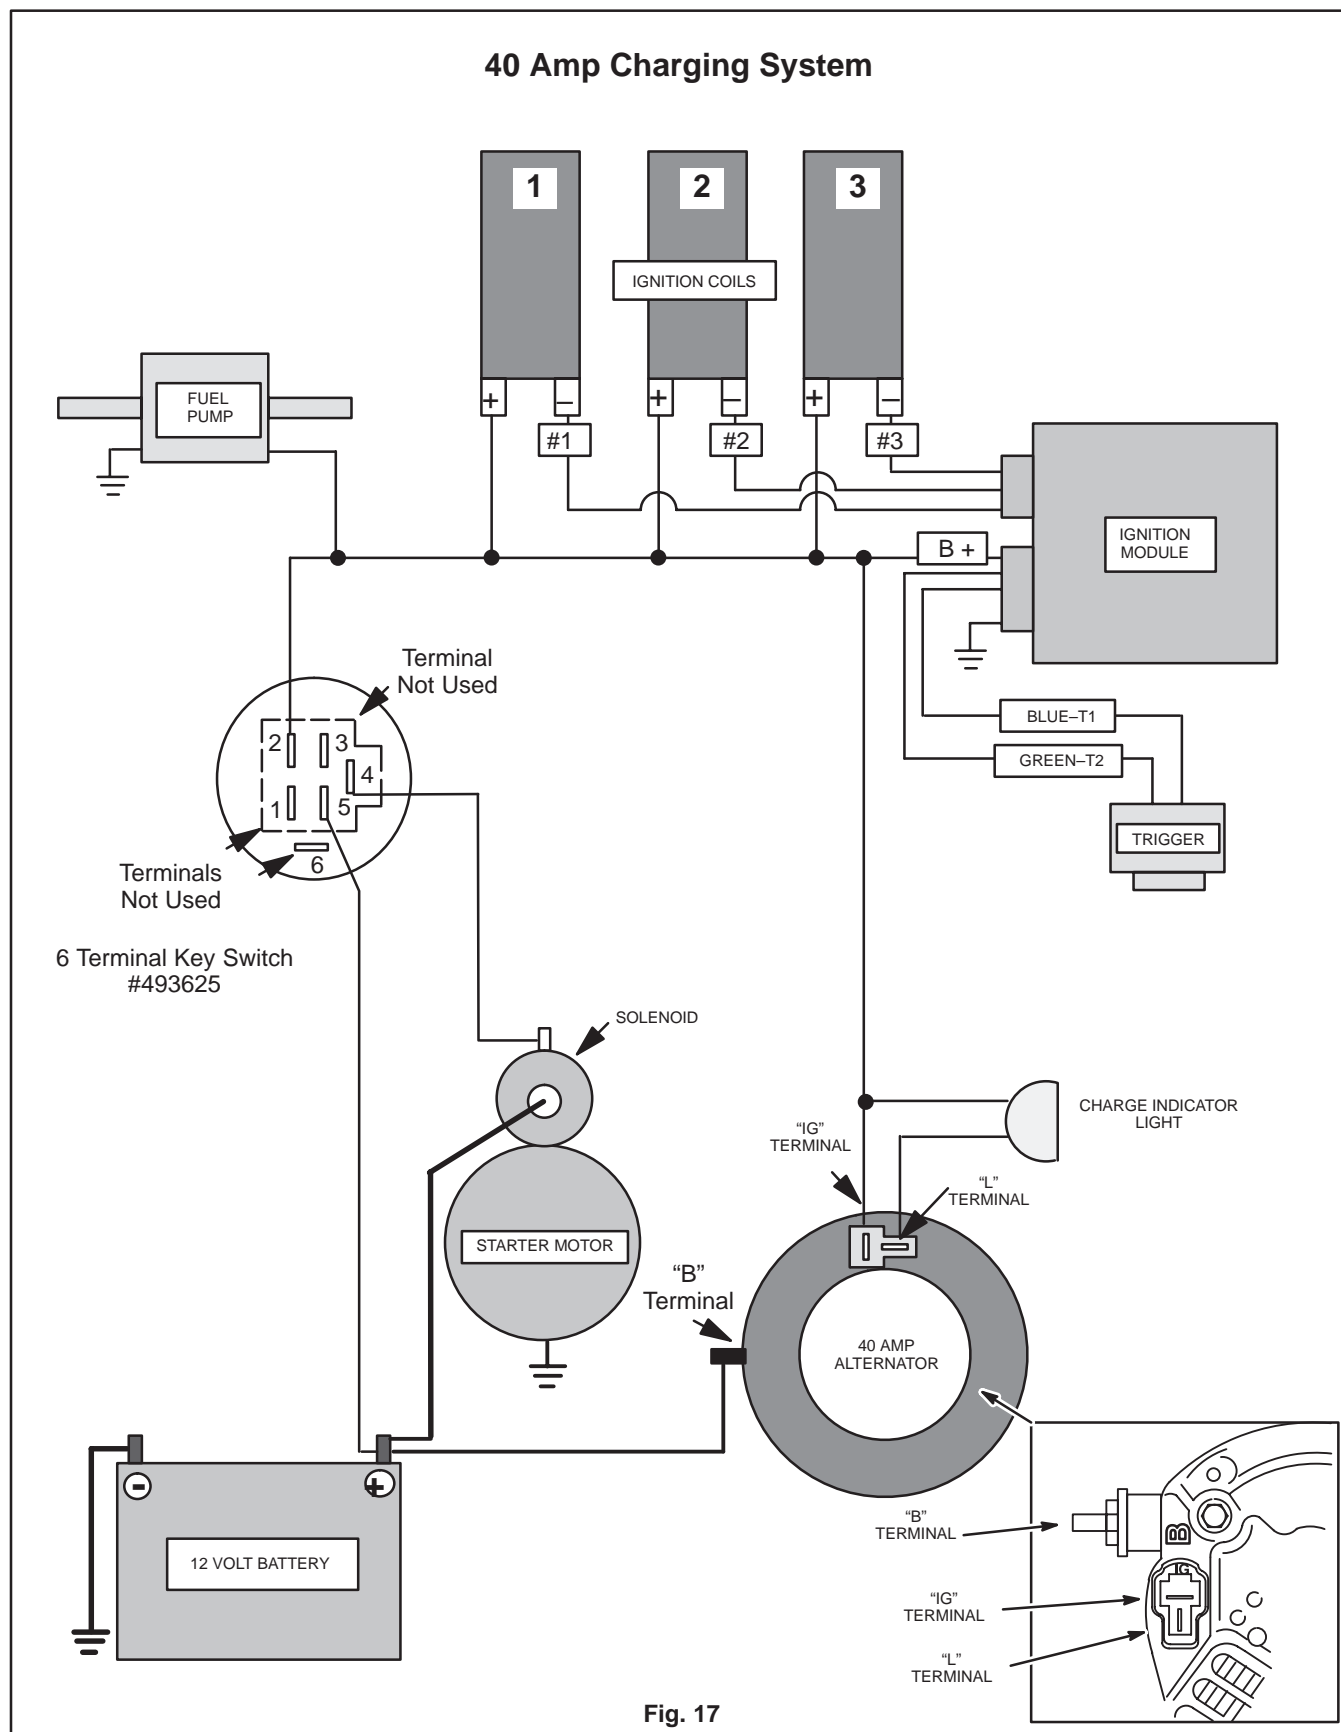 40 Amp Charging System
1
2
3
IGNITION COILS
FUEL
PUMP
+
–
+
–
+
–
#1
#2
#3
IGNITION
MODULE
B +
Terminal
Not Used
BLUE–T1
GREEN–T2
2
3
4
1
5
6
TRIGGER
Terminals
Not Used
6 Terminal Key Switch
#493625
SOLENOID
CHARGE INDICATOR
LIGHT
“IG”
TERMINAL
“L”
TERMINAL
STARTER MOTOR
“B”
Terminal
40 AMP
ALTERNATOR
-
+
12 VOLT BATTERY
“B”
TERMINAL
B
IG
“IG”
TERMINAL
“L”
TERMINAL
Fig. 17